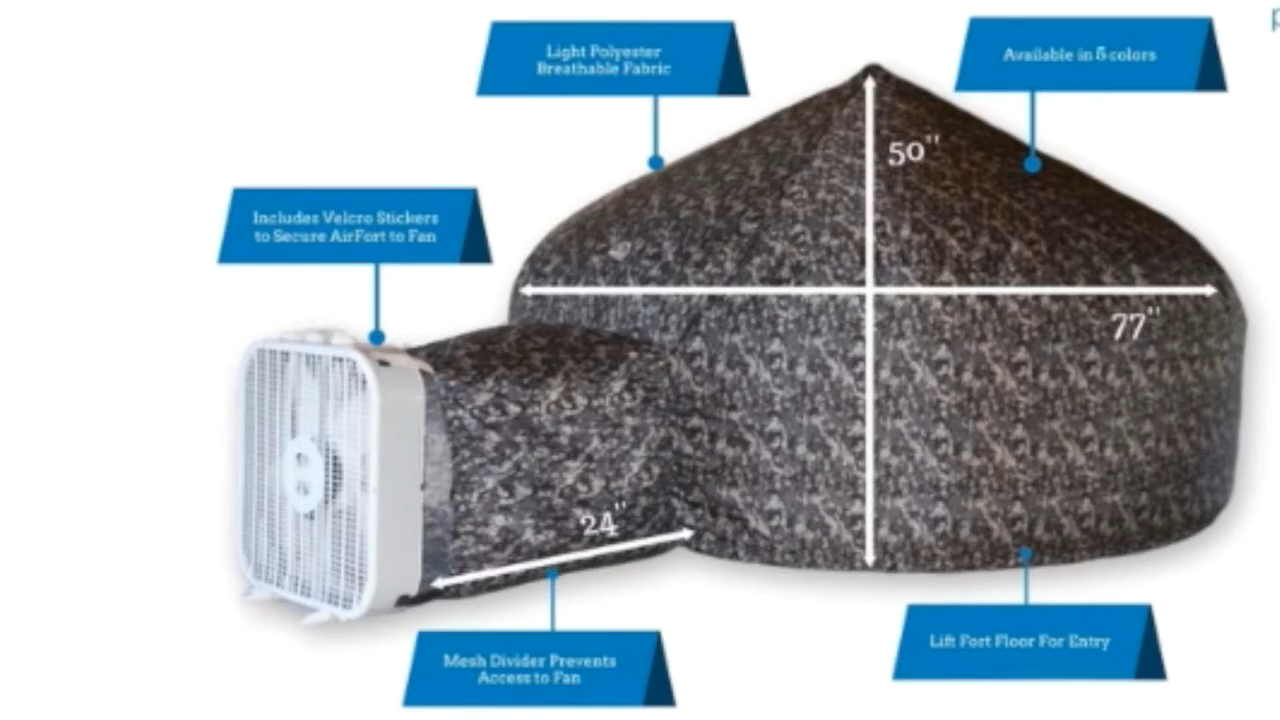 Light Polyester
Breathable Fabric
Available in 5 colors
50"
Includes Velcro Stickers
to Secure AirFort to Fan
77"
24"
Mesh Divider Prevents
Access to Fan
Lift Fort Floor For Entry